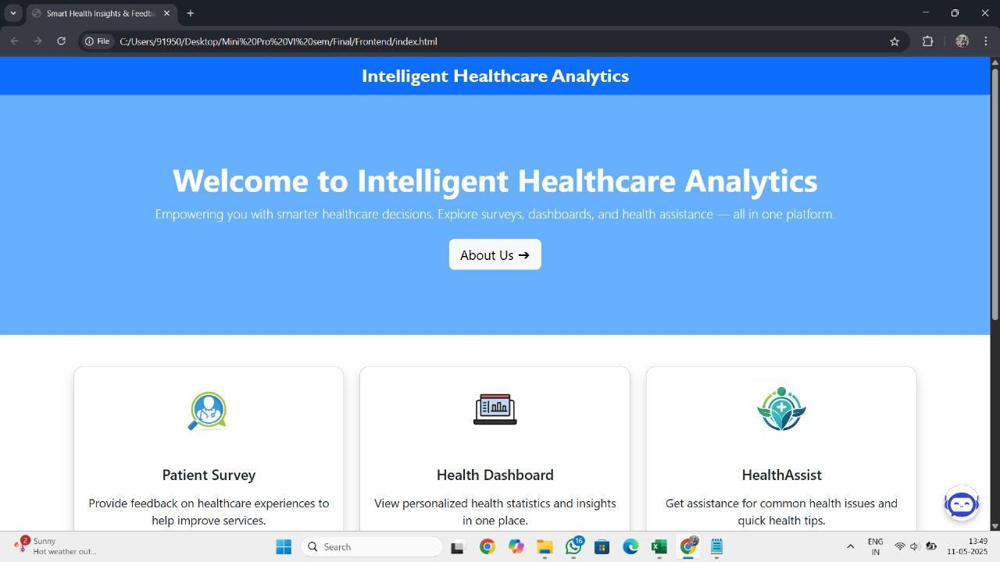 Smart Health Insights & Feedba
File
C:/Users/91950/Desktop/Mini%20Pro%20VI%20sem/Final/Frontend/index.html
Intelligent Healthcare Analytics
Welcome to Intelligent Healthcare Analytics
Empowering you with smarter healthcare decisions. Explore surveys, dashboards, and health assistance — all in one platform.
About Us ➔
Patient Survey
Provide feedback on healthcare experiences to
help improve services.
Health Dashboard
View personalized health statistics and insights
in one place.
HealthAssist
Get assistance for common health issues and
quick health tips.
2
Sunny
Hot weather out...
Search
16
ENG
IN
13:49
11-05-2025